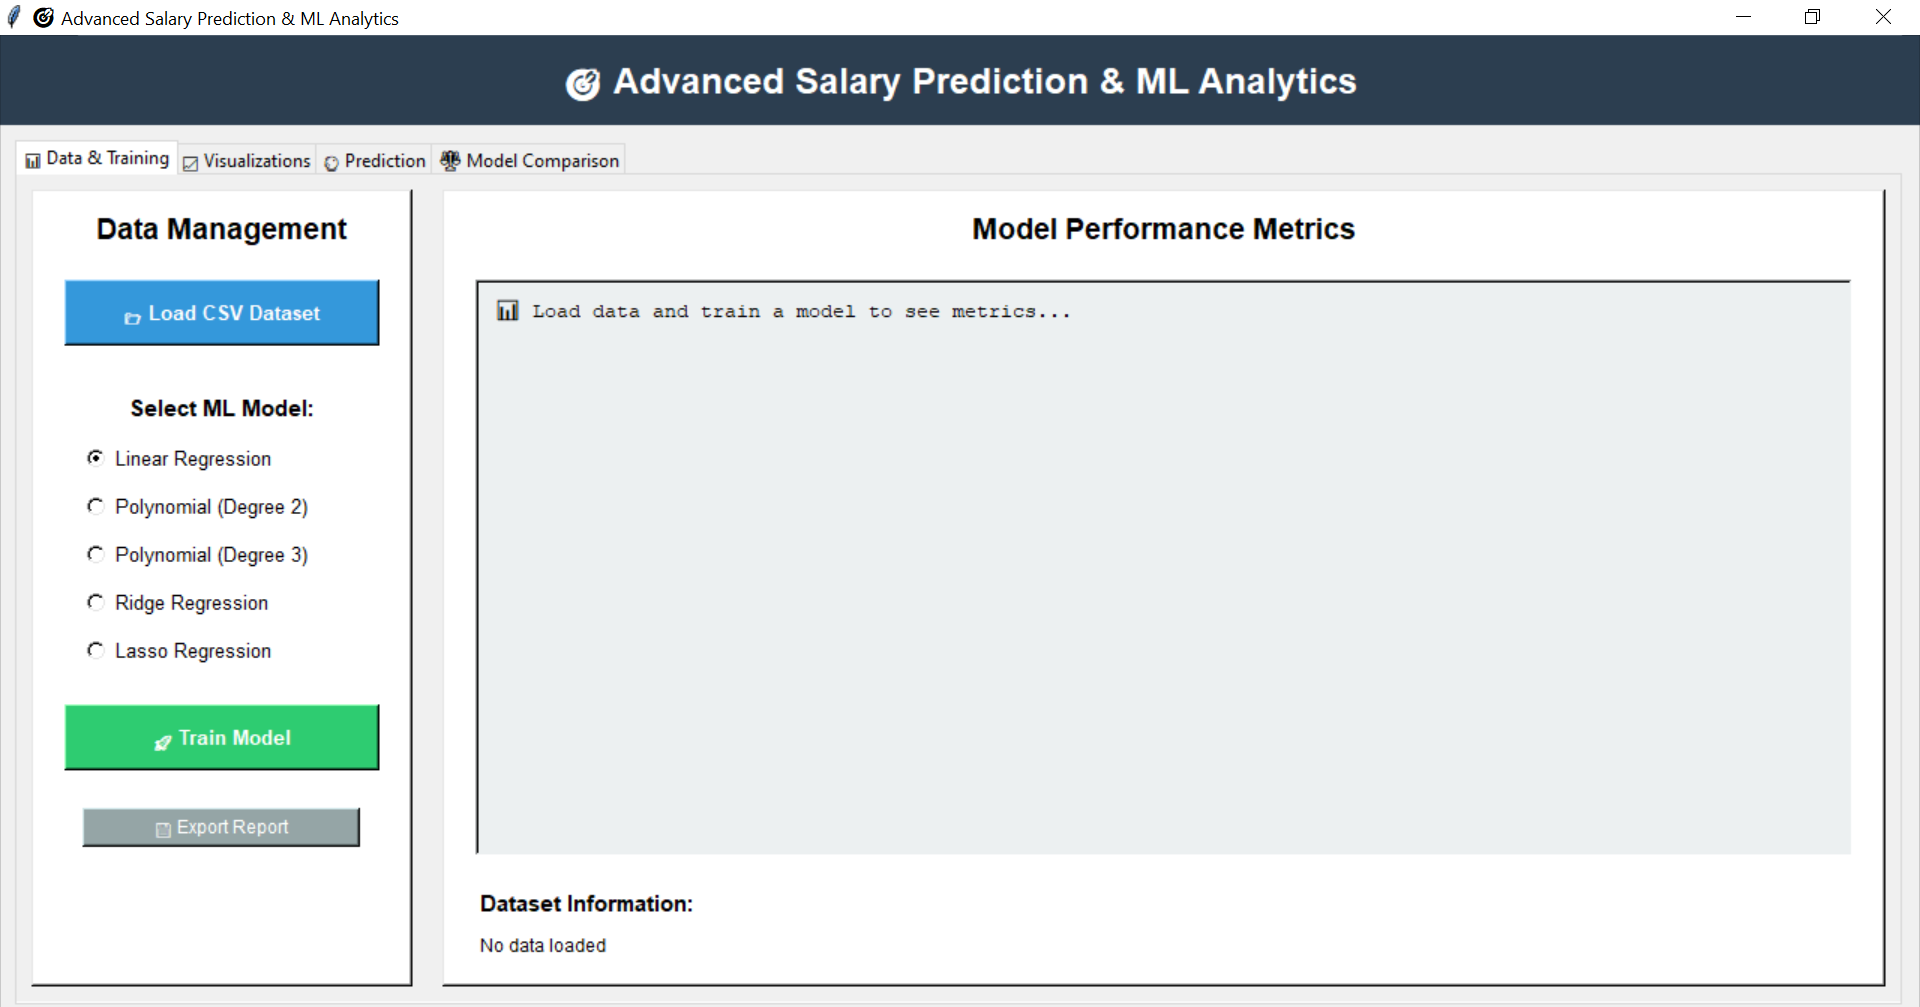 Advanced Salary Prediction & ML Analytics
Advanced Salary Prediction & ML Analytics
Data & Training
Visualizations
Prediction
Model Comparison
Data Management
Load CSV Dataset
Select ML Model:
Linear Regression
Polynomial (Degree 2)
Polynomial (Degree 3)
Ridge Regression
Lasso Regression
Train Model
Export Report
Model Performance Metrics
Load data and train a model to see metrics...
Dataset Information:
No data loaded